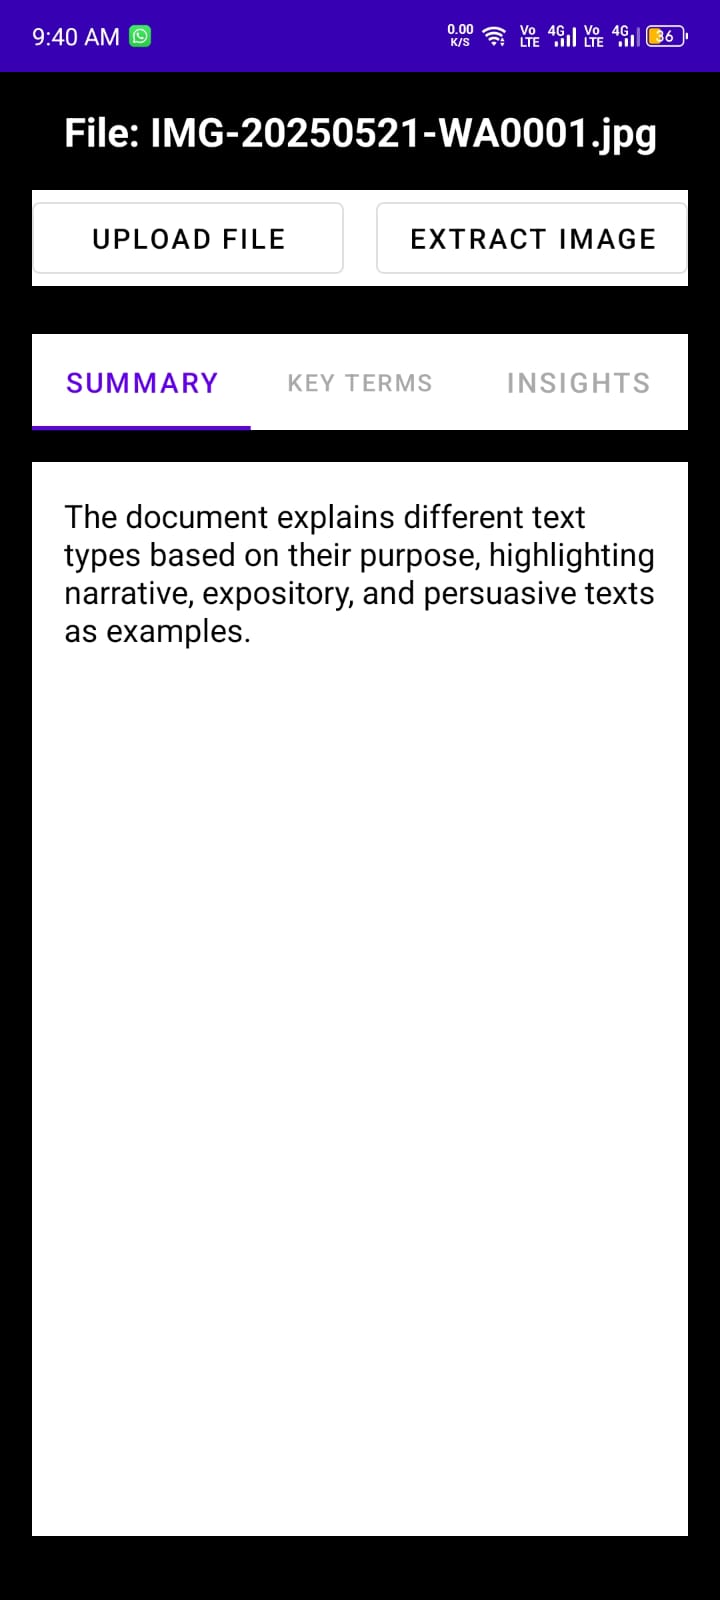 9:40 AM
0.00 K/S Vo LTE 4G Vo LTE 4G 36
File: IMG-20250521-WA0001.jpg
UPLOAD FILE EXTRACT IMAGE
SUMMARY KEY TERMS INSIGHTS
The document explains different text
types based on their purpose, highlighting
narrative, expository, and persuasive texts
as examples.